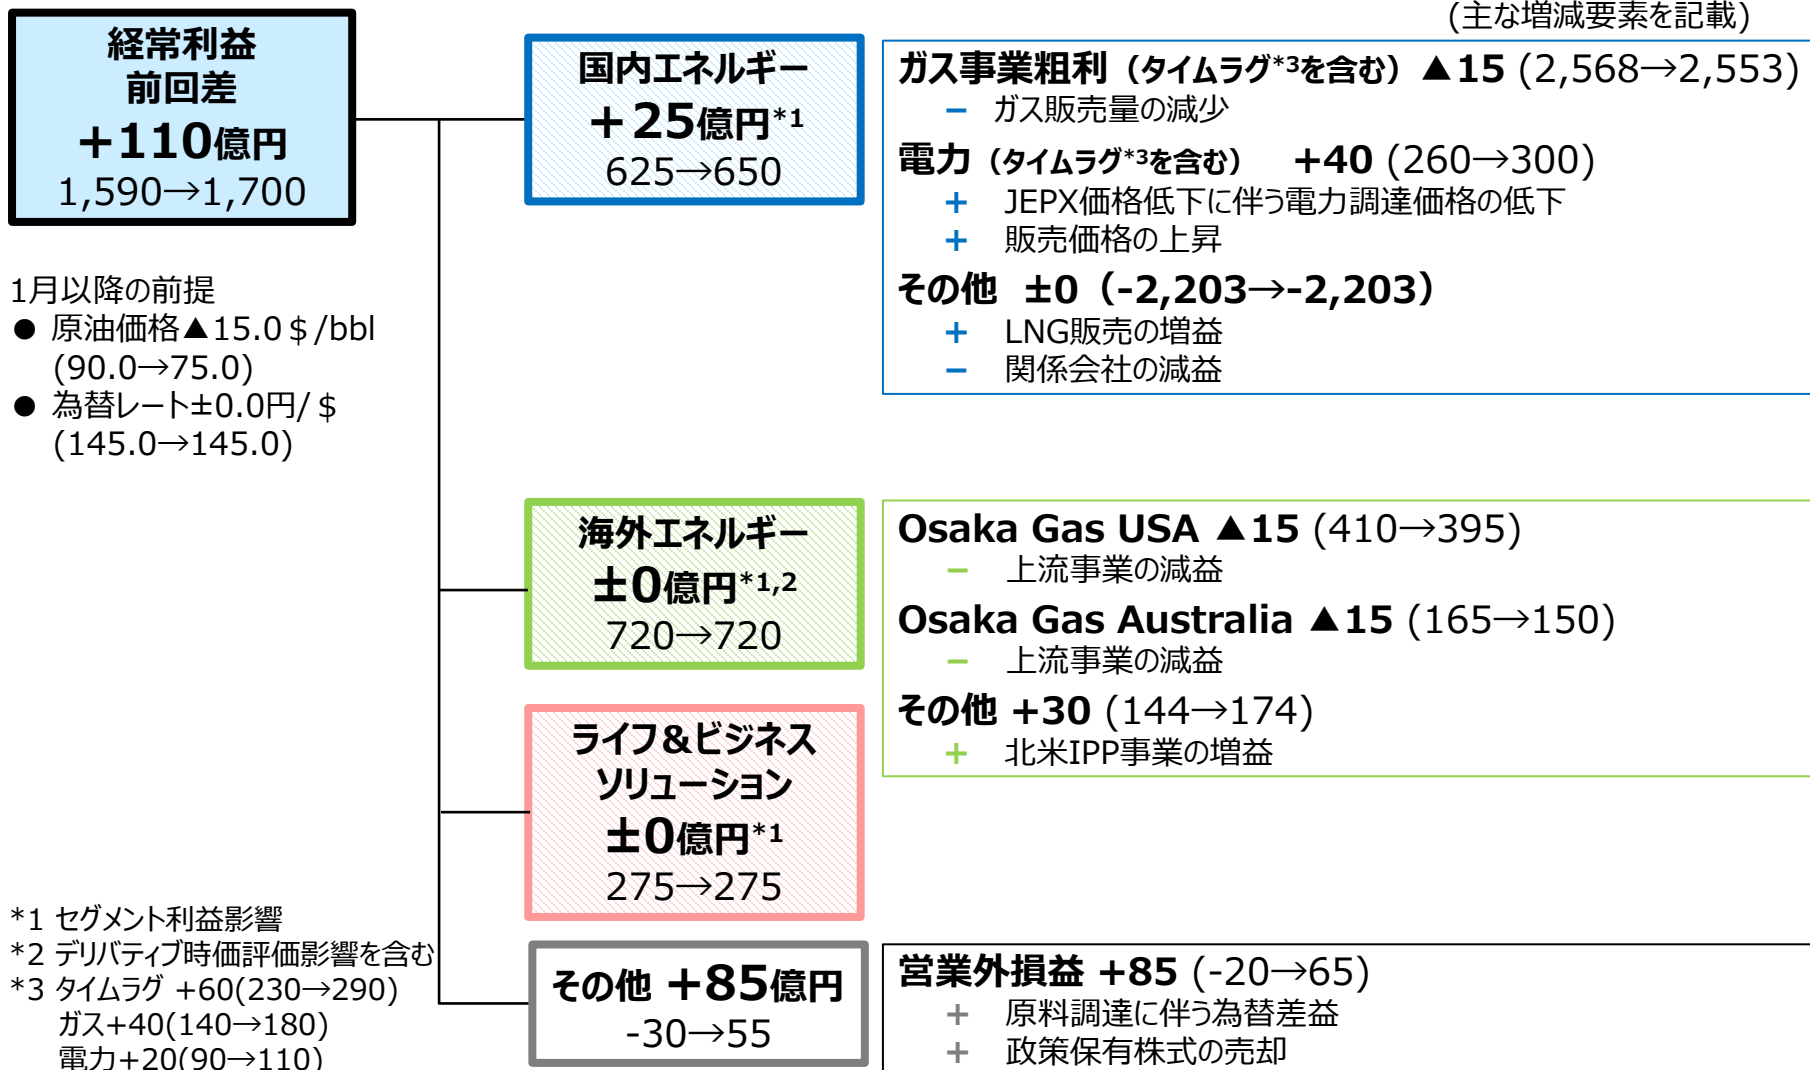 (主な増減要素を記載)
経常利益
前回差
+110億円
1,590→1,700
1月以降の前提
● 原油価格▲15.0＄/bbl
(90.0→75.0)
● 為替レート±0.0円/＄
(145.0→145.0)
国内エネルギー
+25億円*1
625→650
ガス事業粗利（タイムラグ*3を含む）▲15 (2,568→2,553)
− ガス販売量の減少
電力（タイムラグ*3を含む） +40 (260→300)
+ JEPX価格低下に伴う電力調達価格の低下
+ 販売価格の上昇
その他 ±0（-2,203→-2,203）
+ LNG販売の増益
− 関係会社の減益
海外エネルギー
±0億円*1,2
720→720
Osaka Gas USA ▲15 (410→395)
− 上流事業の減益
Osaka Gas Australia ▲15 (165→150)
− 上流事業の減益
その他 +30 (144→174)
+ 北米IPP事業の増益
ライフ&ビジネス
ソリューション
±0億円*1
275→275
その他 +85億円
-30→55
営業外損益 +85 (-20→65)
+ 原料調達に伴う為替差益
+ 政策保有株式の売却
*1 セグメント利益影響
*2 デリバティブ時価評価影響を含む
*3 タイムラグ +60(230→290)
ガス+40(140→180)
電力+20(90→110)